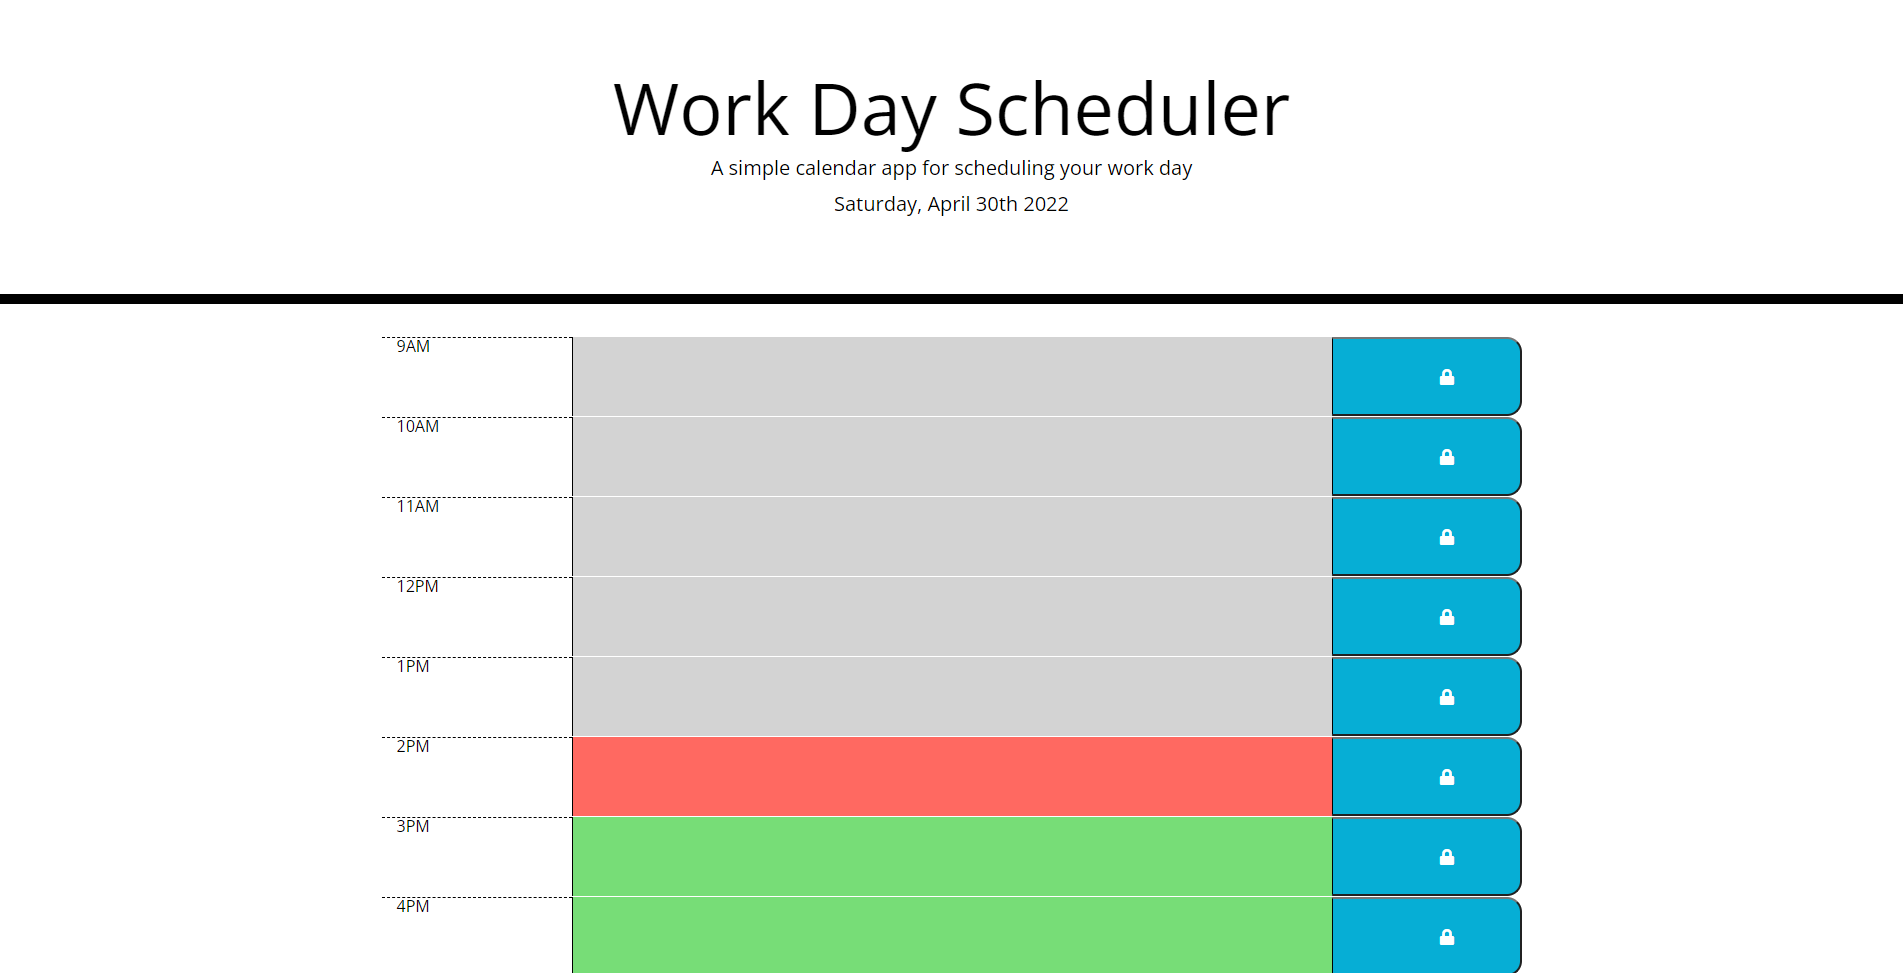 Work Day Scheduler
A simple calendar app for scheduling your work day
Saturday, April 30th 2022
9AM
10AM
11AM
12PM
1PM
2PM
3PM
4PM